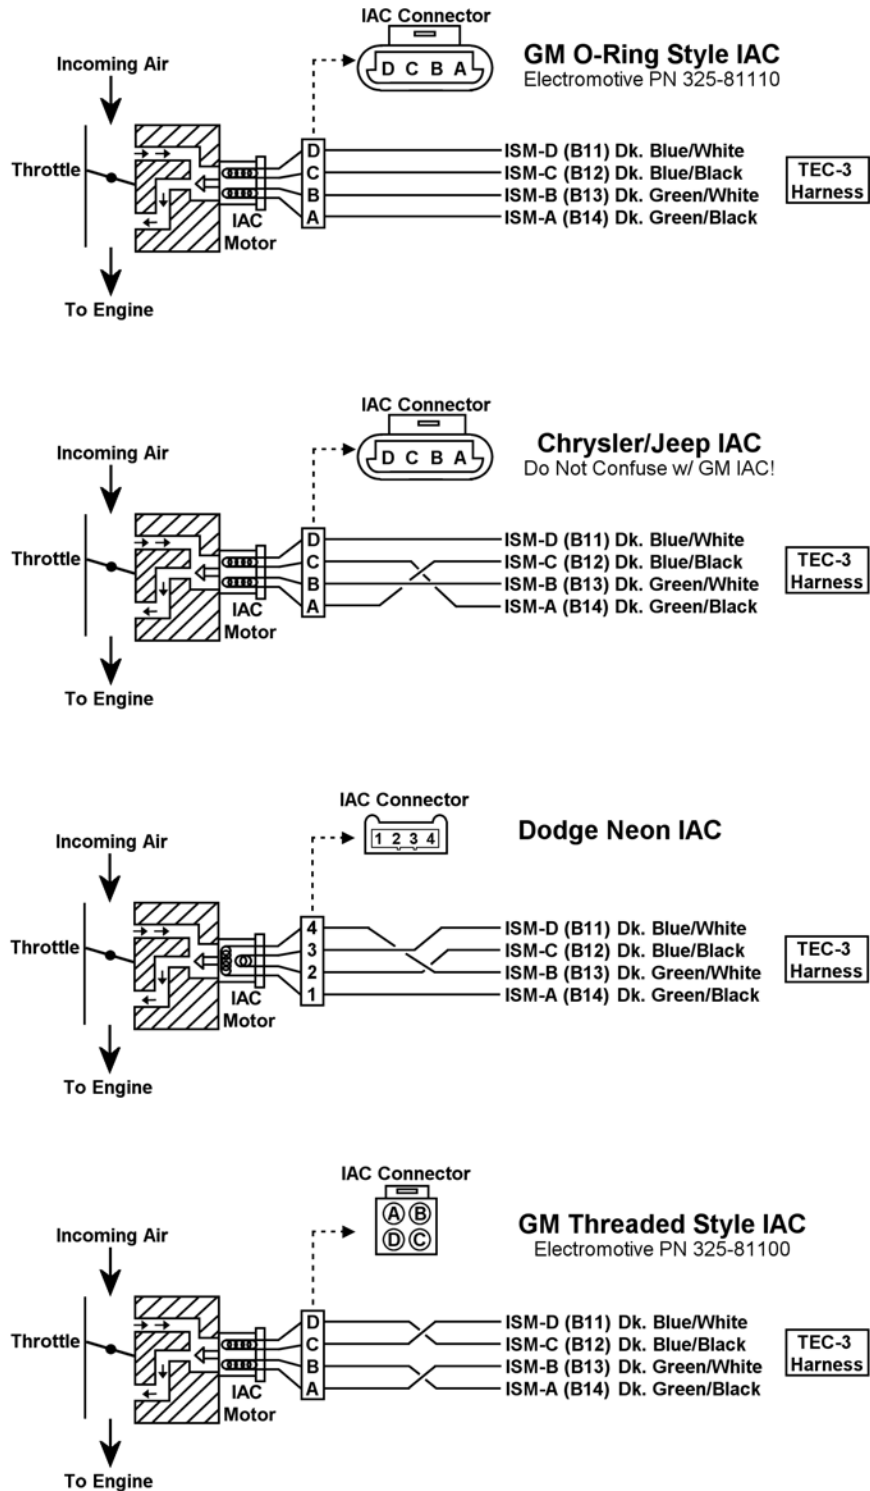 IAC Connector
D C B A
GM O-Ring Style IAC
Electromotive PN 325-81110
Incoming Air
Throttle
To Engine
IAC
Motor
D
C
B
A
ISM-D (B11) Dk. Blue/White
ISM-C (B12) Dk. Blue/Black
ISM-B (B13) Dk. Green/White
ISM-A (B14) Dk. Green/Black
TEC-3
Harness
IAC Connector
D C B A
Chrysler/Jeep IAC
Do Not Confuse w/ GM IAC!
Incoming Air
Throttle
To Engine
IAC
Motor
D
C
B
A
ISM-D (B11) Dk. Blue/White
ISM-C (B12) Dk. Blue/Black
ISM-B (B13) Dk. Green/White
ISM-A (B14) Dk. Green/Black
TEC-3
Harness
IAC Connector
1 2 3 4
Dodge Neon IAC
Incoming Air
Throttle
To Engine
IAC
Motor
4
3
2
1
ISM-D (B11) Dk. Blue/White
ISM-C (B12) Dk. Blue/Black
ISM-B (B13) Dk. Green/White
ISM-A (B14) Dk. Green/Black
TEC-3
Harness
IAC Connector
A B
D C
GM Threaded Style IAC
Electromotive PN 325-81100
Incoming Air
Throttle
To Engine
IAC
Motor
D
C
B
A
ISM-D (B11) Dk. Blue/White
ISM-C (B12) Dk. Blue/Black
ISM-B (B13) Dk. Green/White
ISM-A (B14) Dk. Green/Black
TEC-3
Harness